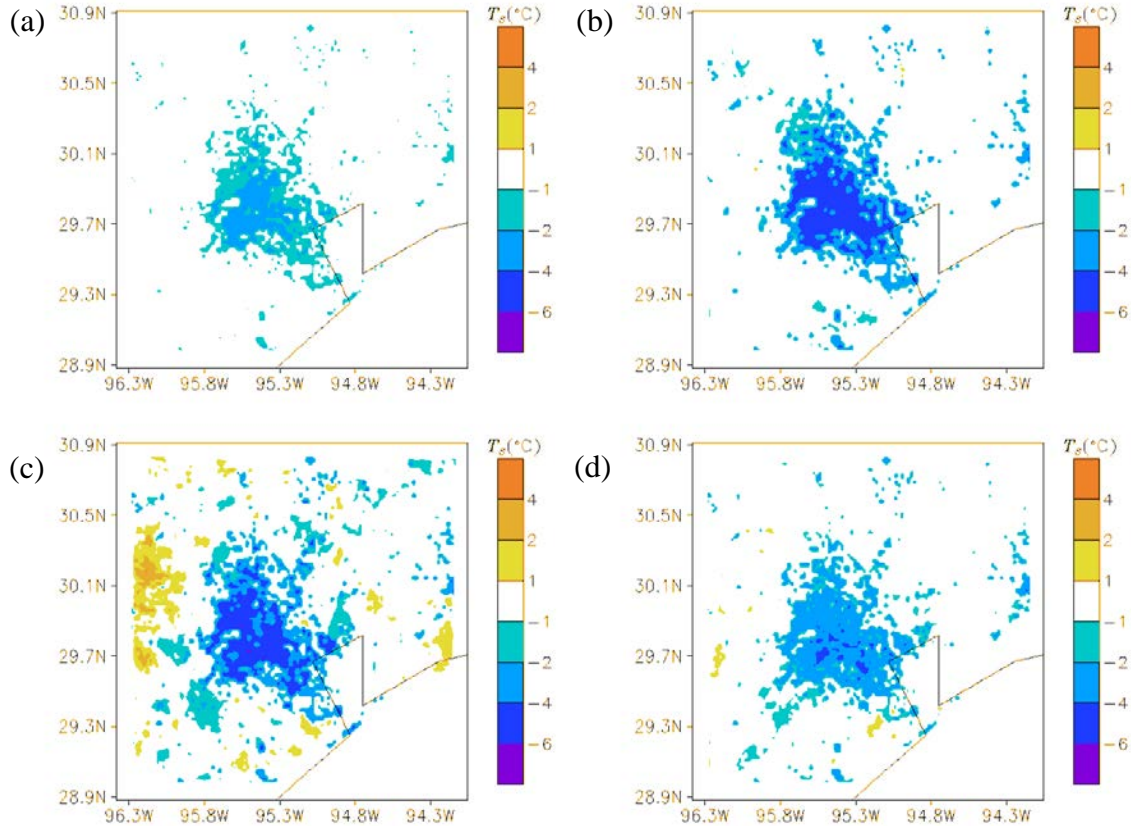 (a)
30.9N
30.5N
30.1N
29.7N
29.3N
28.9N
96.3W 95.8W 95.3W 94.8W 94.3W
Ts(°C)
4
2
1
−1
−2
−4
−6
(b)
30.9N
30.5N
30.1N
29.7N
29.3N
28.9N
96.3W 95.8W 95.3W 94.8W 94.3W
Ts(°C)
4
2
1
−1
−2
−4
−6
(c)
30.9N
30.5N
30.1N
29.7N
29.3N
28.9N
96.3W 95.8W 95.3W 94.8W 94.3W
Ts(°C)
4
2
1
−1
−2
−4
−6
(d)
30.9N
30.5N
30.1N
29.7N
29.3N
28.9N
96.3W 95.8W 95.3W 94.8W 94.3W
Ts(°C)
4
2
1
−1
−2
−4
−6